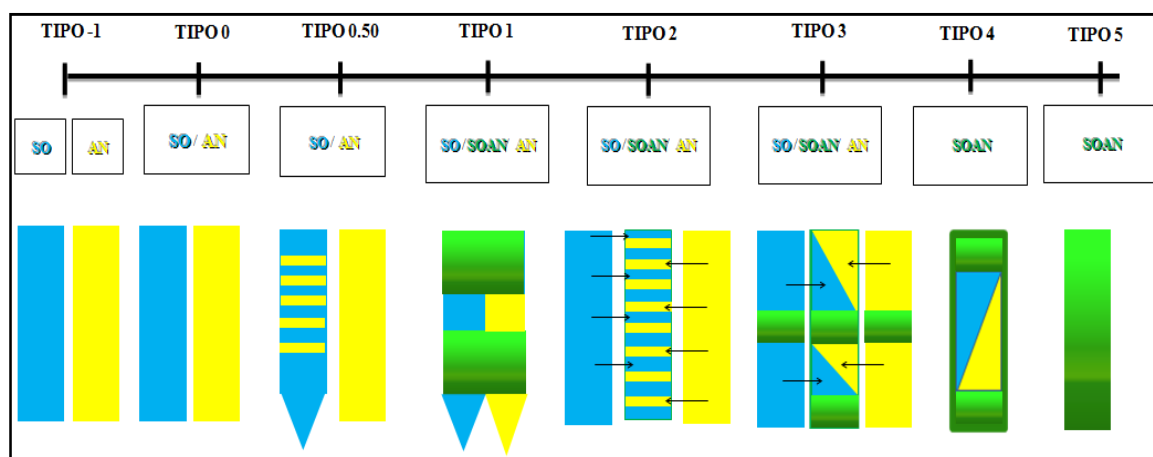 TIPO -1 TIPO 0 TIPO 0.50 TIPO 1 TIPO 2 TIPO 3 TIPO 4 TIPO 5
SO AN SO/ AN SO/ AN SO/SOAN AN SO/SOAN AN SO/SOAN AN SOAN SOAN